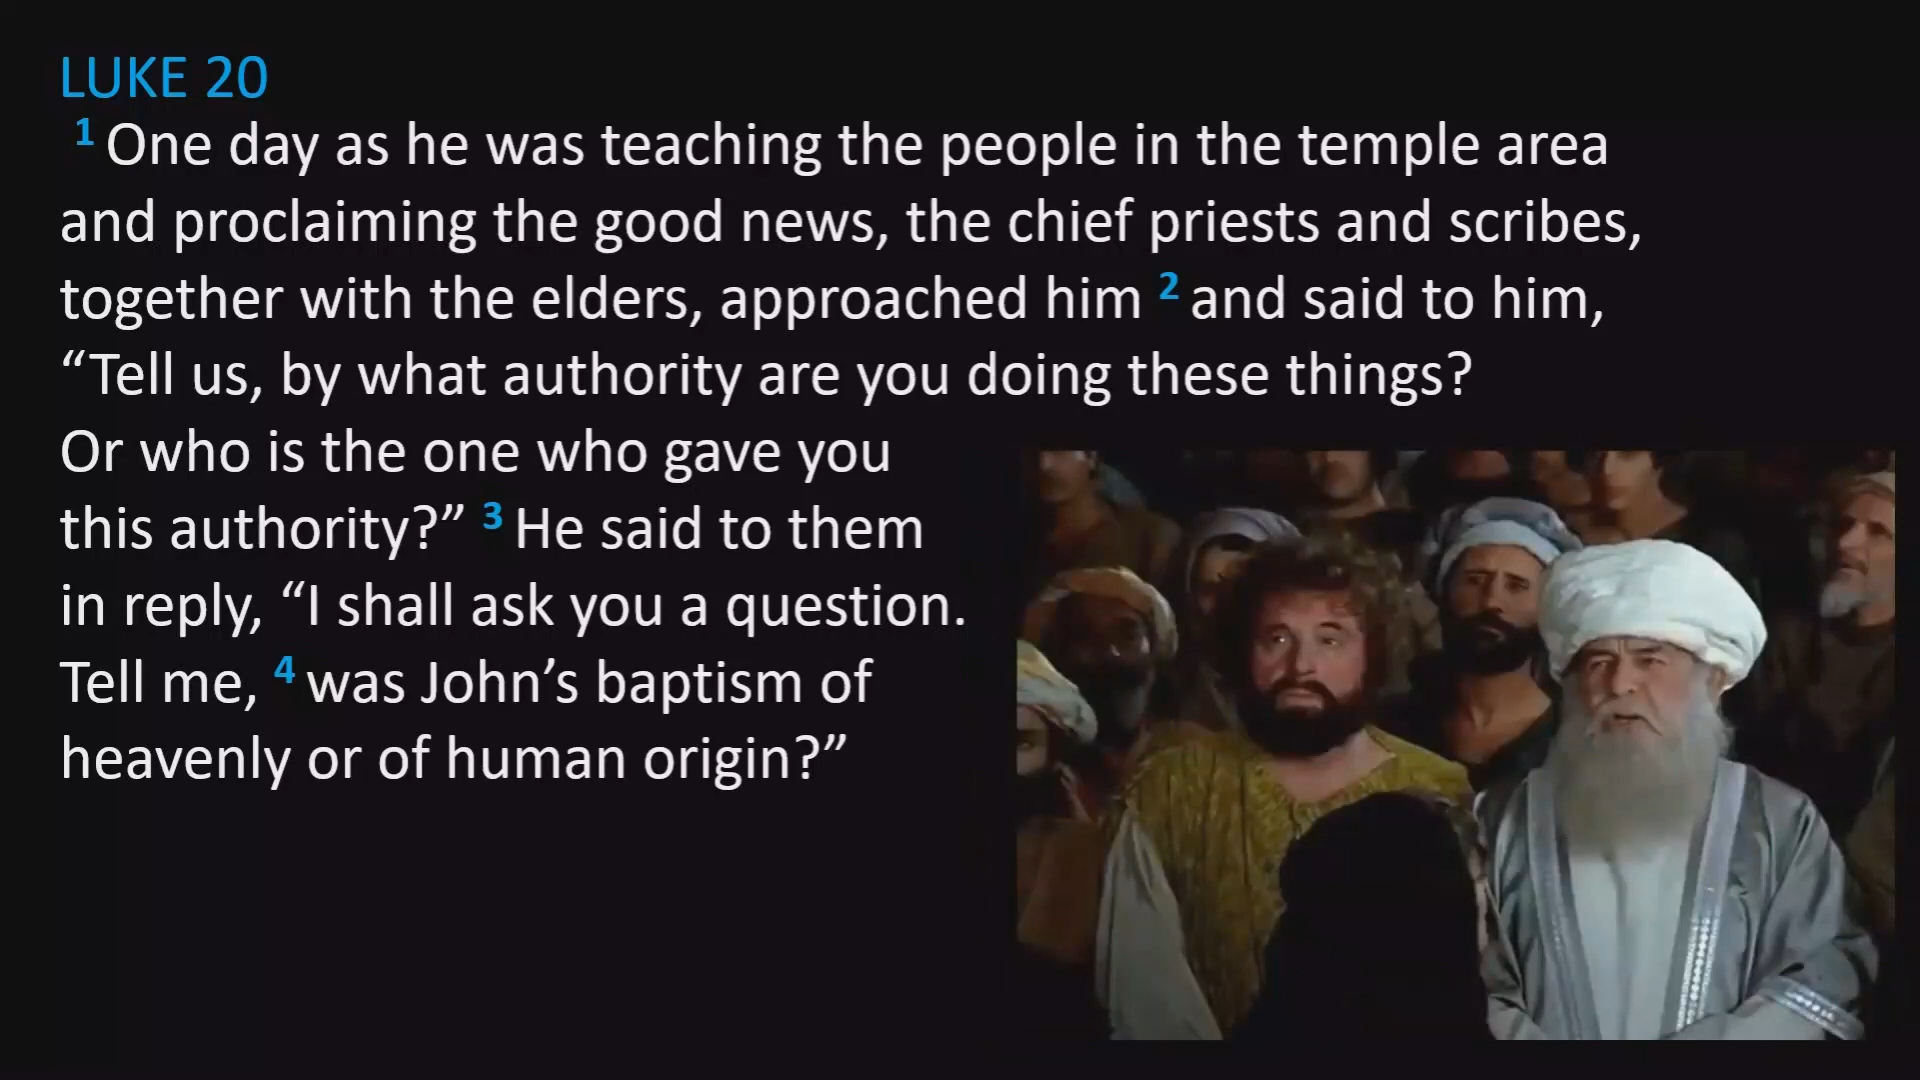 LUKE 20
1 One day as he was teaching the people in the temple area
and proclaiming the good news, the chief priests and scribes,
together with the elders, approached him 2 and said to him,
“Tell us, by what authority are you doing these things?
Or who is the one who gave you
this authority?” 3 He said to them
in reply, “I shall ask you a question.
Tell me, 4 was John’s baptism of
heavenly or of human origin?”